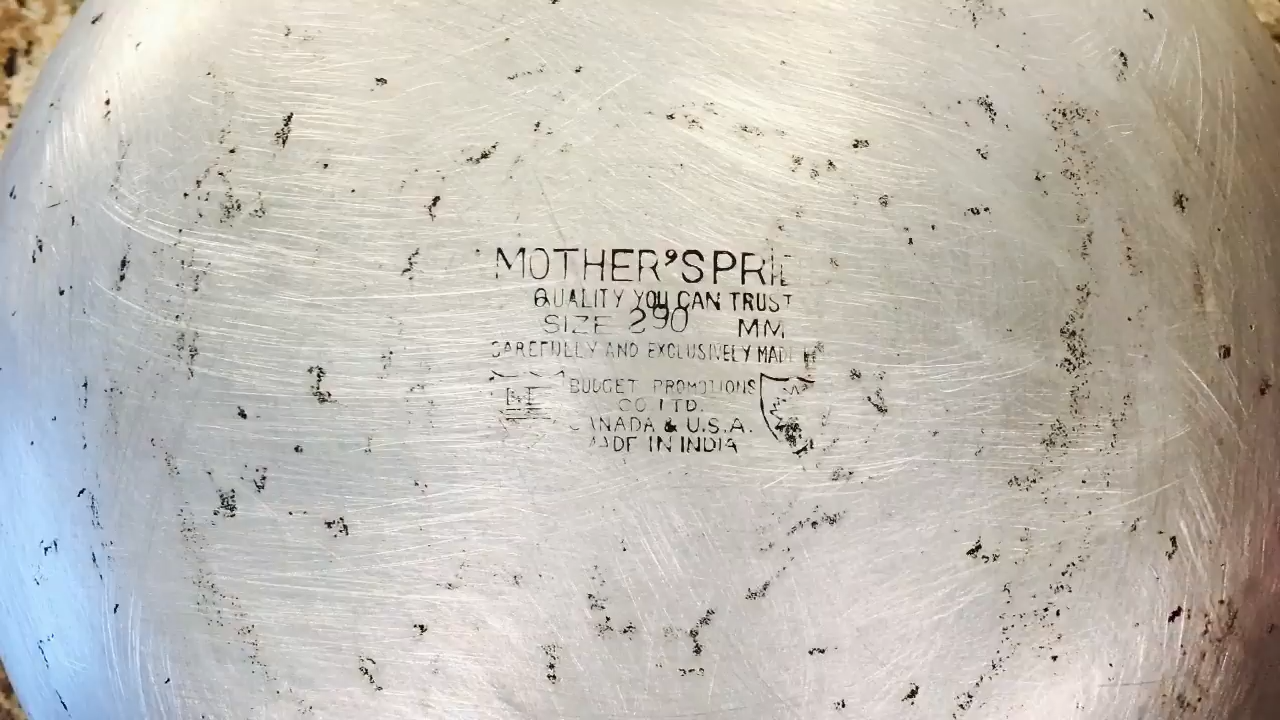 MOTHER'S PRI
QUALITY YOU CAN TRUST
SIZE 290 MM
CAREFULLY AND EXCLUSIVELY MADE
BUDGET PROMOTIONS
CO. LTD.
CANADA & U.S.A.
MADE IN INDIA